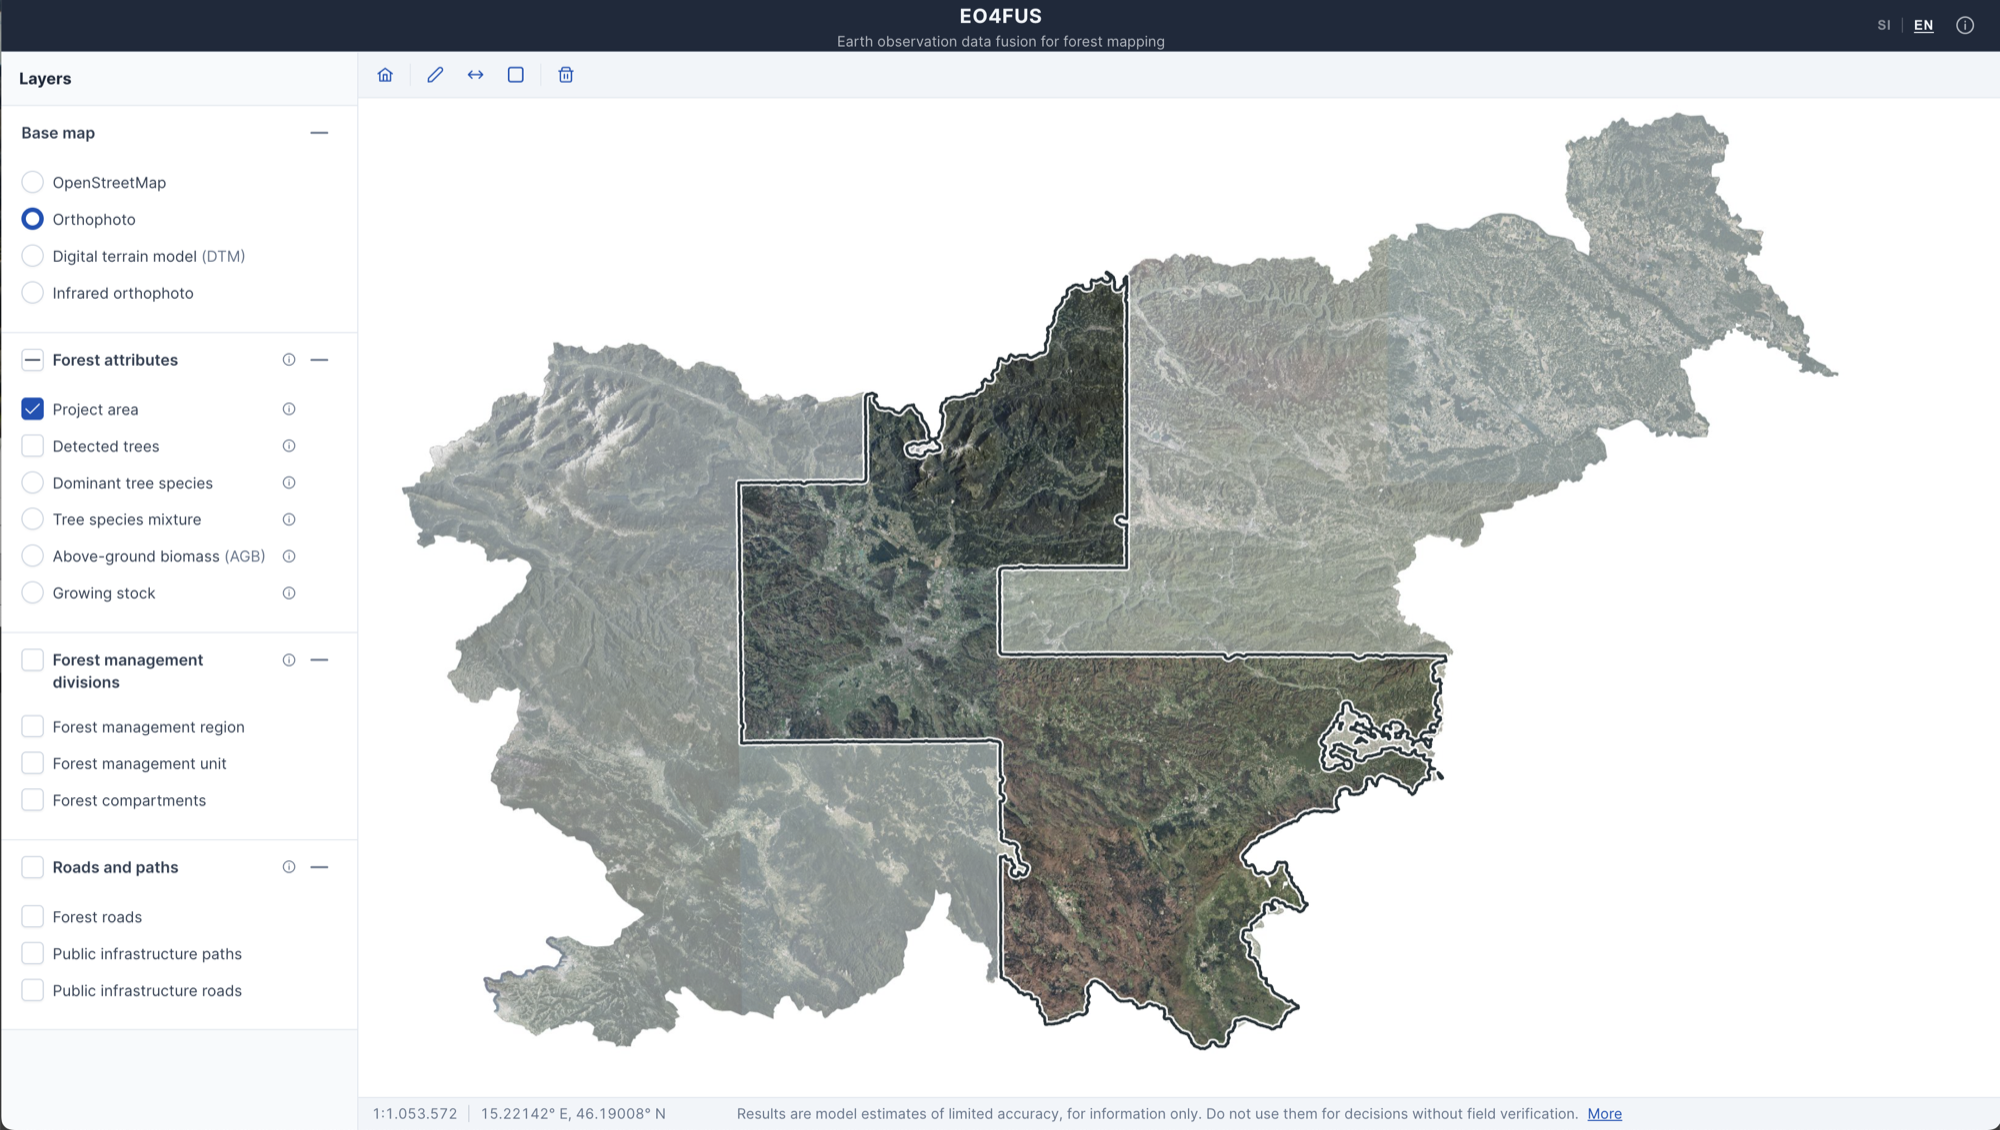 EO4FUS
Earth observation data fusion for forest mapping
SI
EN
Layers
Base map
OpenStreetMap
Orthophoto
Digital terrain model (DTM)
Infrared orthophoto
Forest attributes
Project area
Detected trees
Dominant tree species
Tree species mixture
Above-ground biomass (AGB)
Growing stock
Forest management
divisions
Forest management region
Forest management unit
Forest compartments
Roads and paths
Forest roads
Public infrastructure paths
Public infrastructure roads
1:1.053.572
15.22142° E, 46.19008° N
Results are model estimates of limited accuracy, for information only. Do not use them for decisions without field verification. More